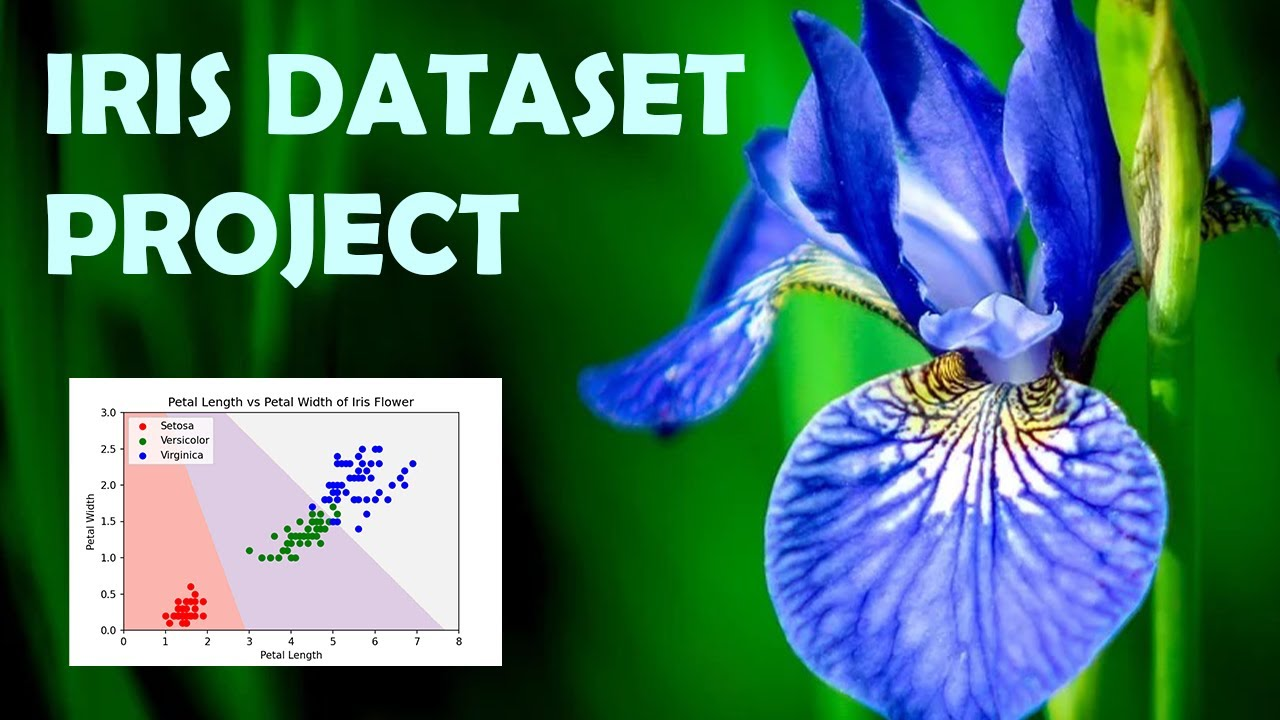 IRIS DATASET
PROJECT
Petal Length vs Petal Width of Iris Flower
3.0
Setosa
Versicolor
Virginica
2.5
2.0
1.5
1.0
0.5
0.0
Petal Width
0 1 2 3 4 5 6 7 8
Petal Length